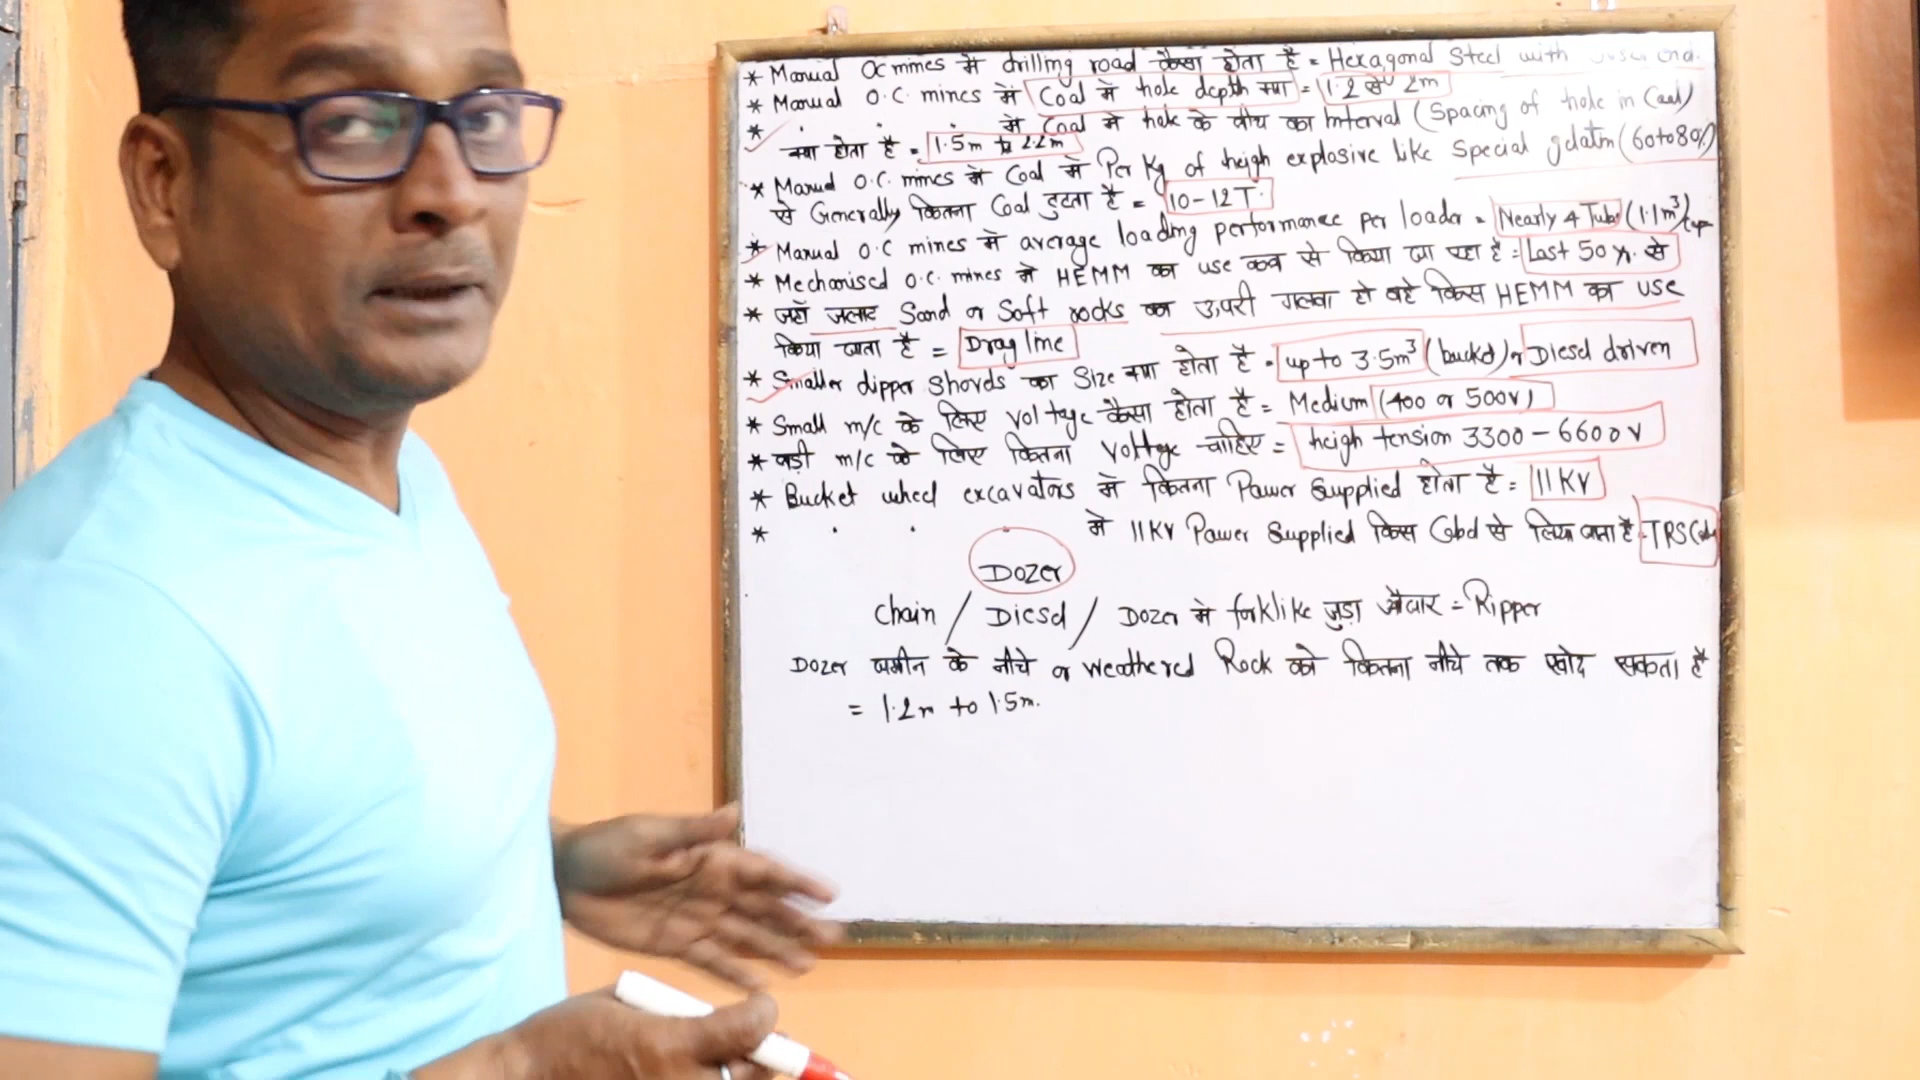 * Manual OC mines में drilling road कैसा होता है = Hexagonal Steel with end.
* Manual O.C. mines में Coal में hole depth क्या = 1.2 से 2m
* " " " में Coal में hole के बीच का Interval (Spacing of hole in Coal)
क्या होता है = 1.5m to 2.2m
* Manual O.C. mines में Coal में Per Kg of heigh explosive like Special gelatin (60 to 80%)
से Generally कितना Coal टुटता है = 10-12T.
* Manual O.C mines में average loading performance per loader = Nearly 4 Tubs (1.1m³)
* Mechanised O.C. mines में HEMM का use कब से किया जा रहा है = Last 50 yr. से
* जहाँ जलाट Sand or Soft rocks का ऊपरी गलवा हो वहे किस HEMM का use
किया जाता है = Drag line
* Smaller dipper Shovels का Size क्या होता है = up to 3.5m³ (bucket) or Diesel driven
* Small m/c के लिए voltage कैसा होता है = Medium (400 or 500V)
* बड़ी m/c के लिए कितना voltage चाहिए = heigh tension 3300 - 6600V
* Bucket wheel excavators में कितना Power Supplied होता है = 11KV
* " " में 11KV Power Supplied किस Cabel से लिया जाता है = TRS
Dozer
Chain / Diesel / Dozer में forklike जुड़ा औजार = Ripper
Dozer जमीन के नीचे or weathered Rock को कितना नीचे तक खोद सकता है
= 1.2m to 1.5m.